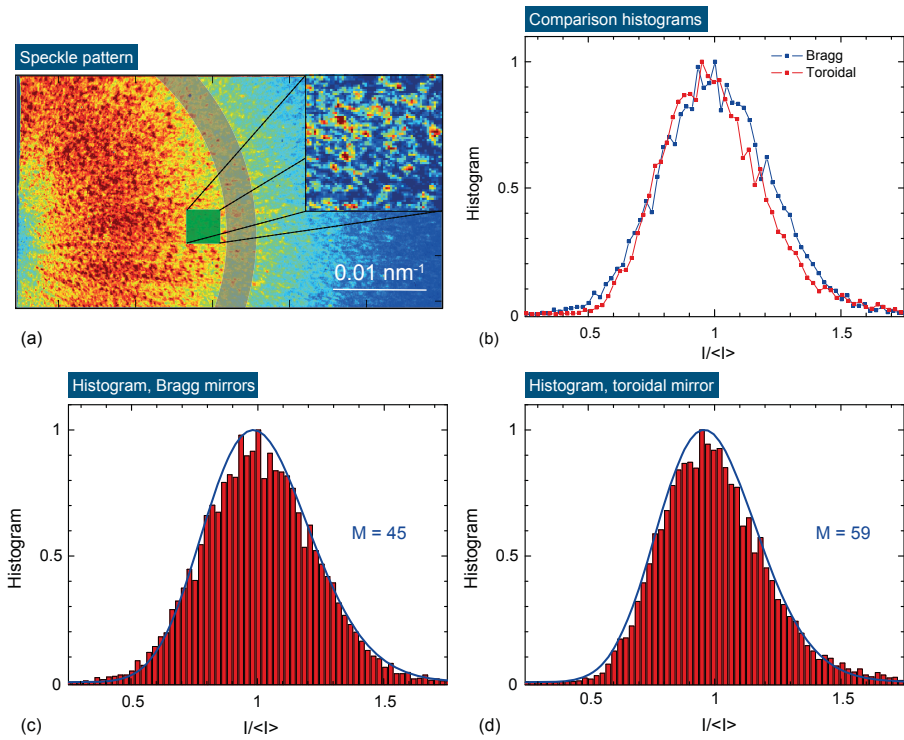 Speckle pattern
0.01 nm⁻¹
(a)
Comparison histograms
Bragg
Toroidal
1
0.5
0
0.5
1
1.5
Histogram
I/<I>
(b)
Histogram, Bragg mirrors
1
0.5
0
0.5
1
1.5
Histogram
M = 45
I/<I>
(c)
Histogram, toroidal mirror
1
0.5
0
0.5
1
1.5
Histogram
M = 59
I/<I>
(d)